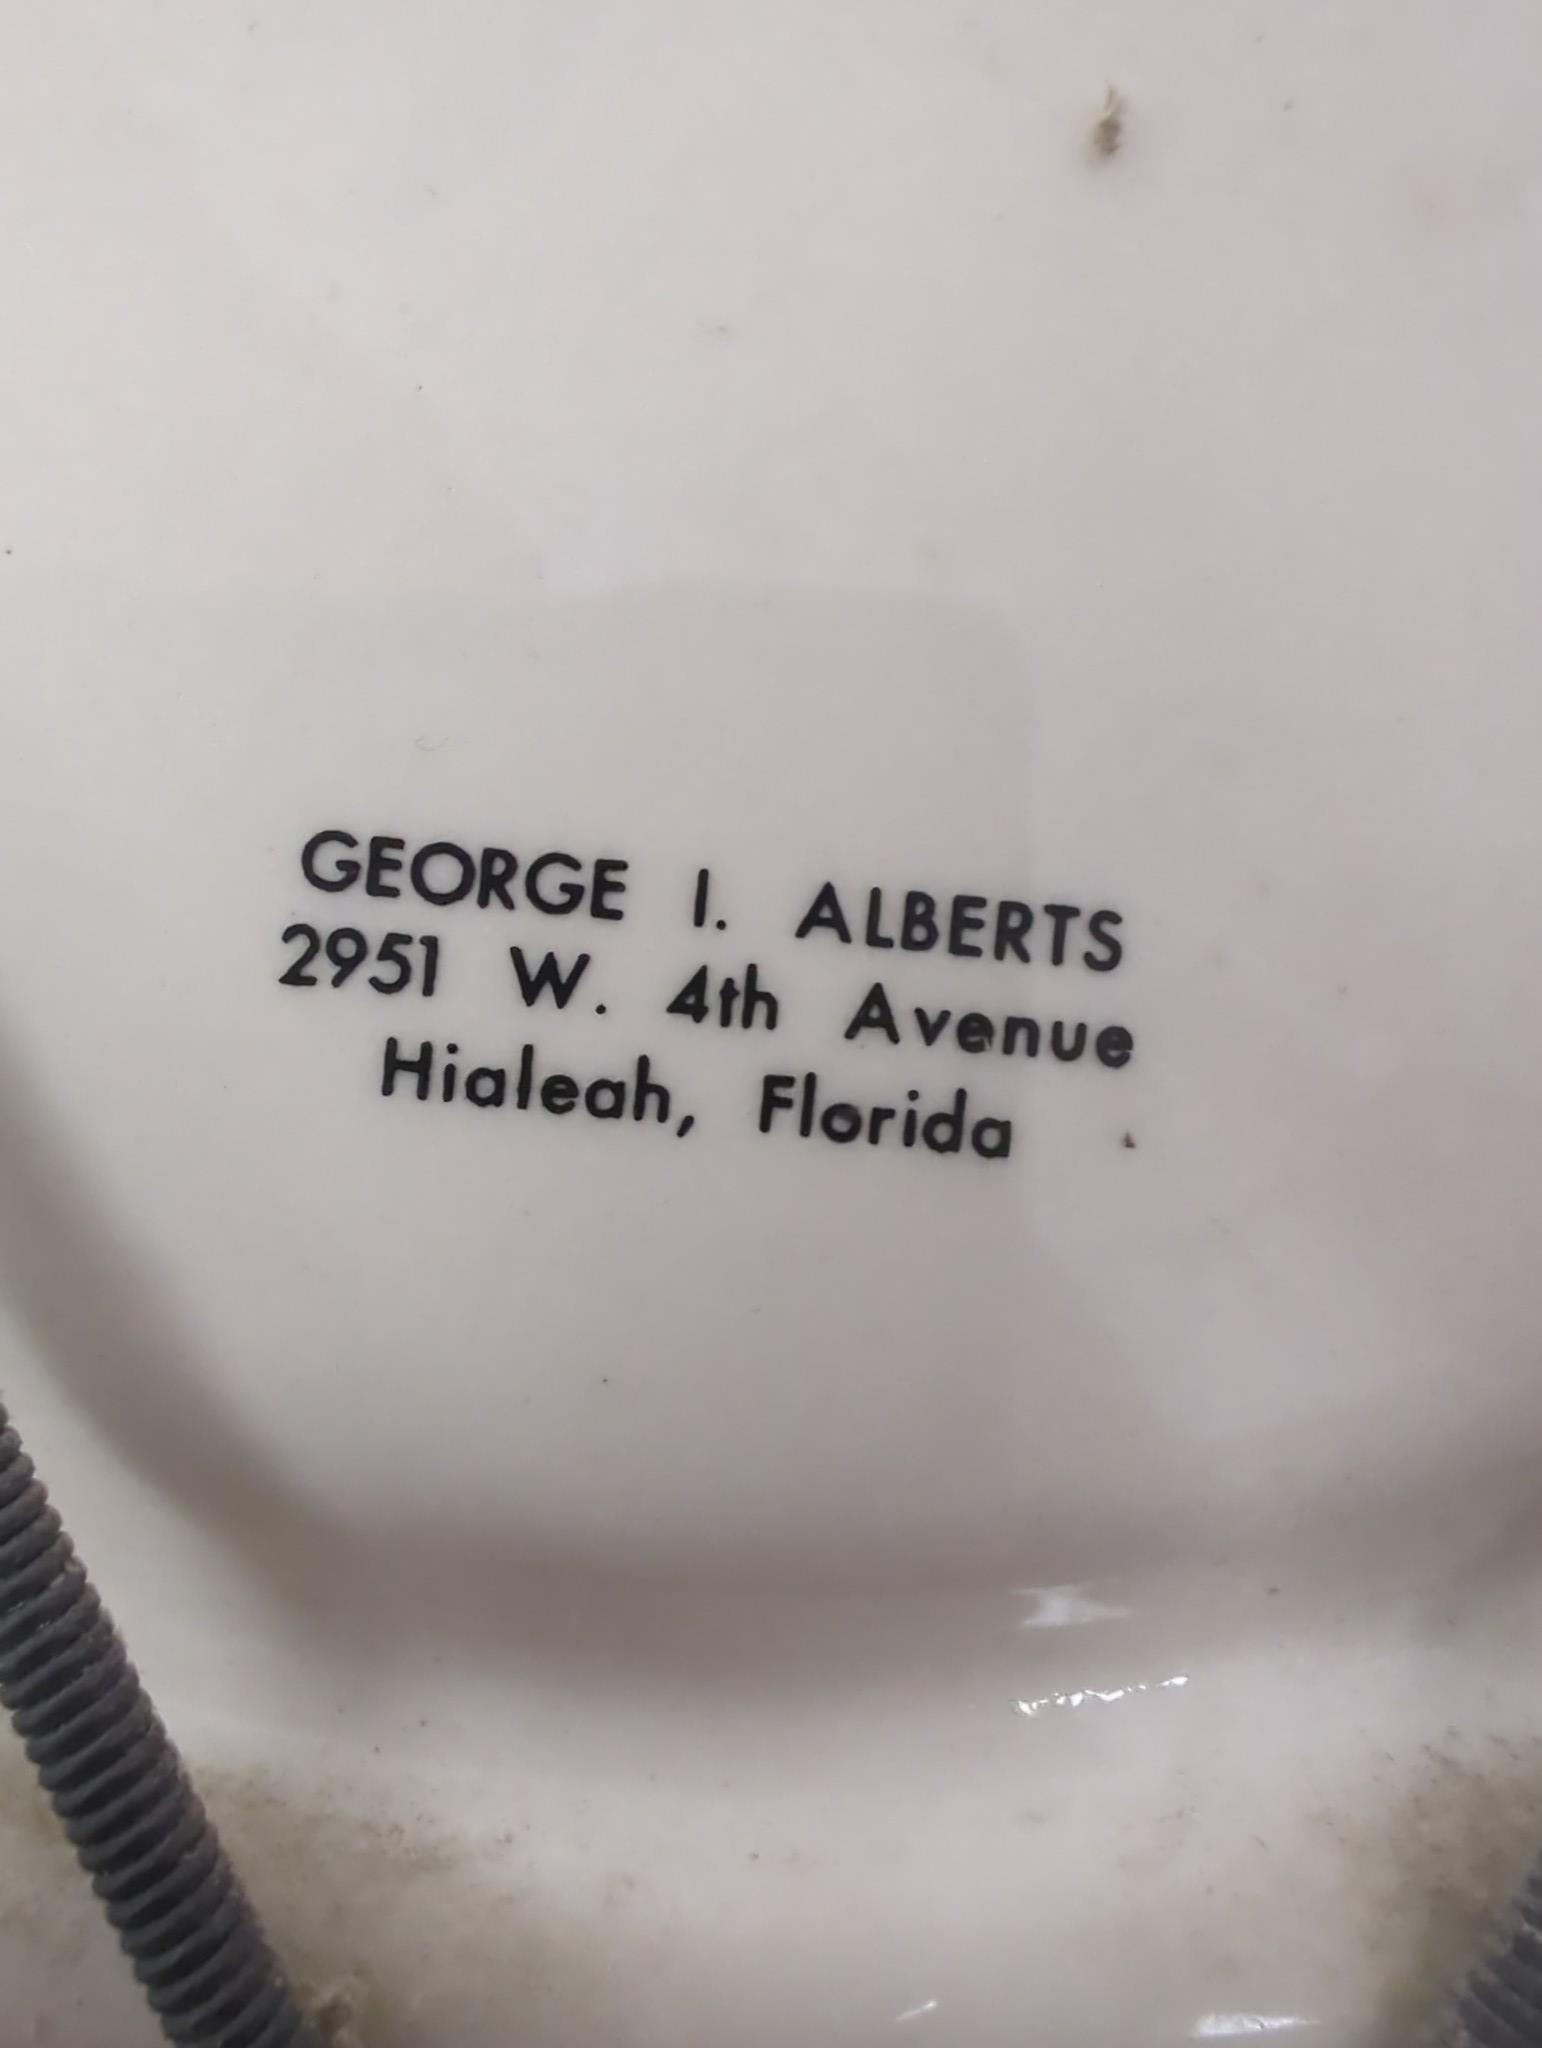 GEORGE I. ALBERTS
2951 W. 4th Avenue
Hialeah, Florida